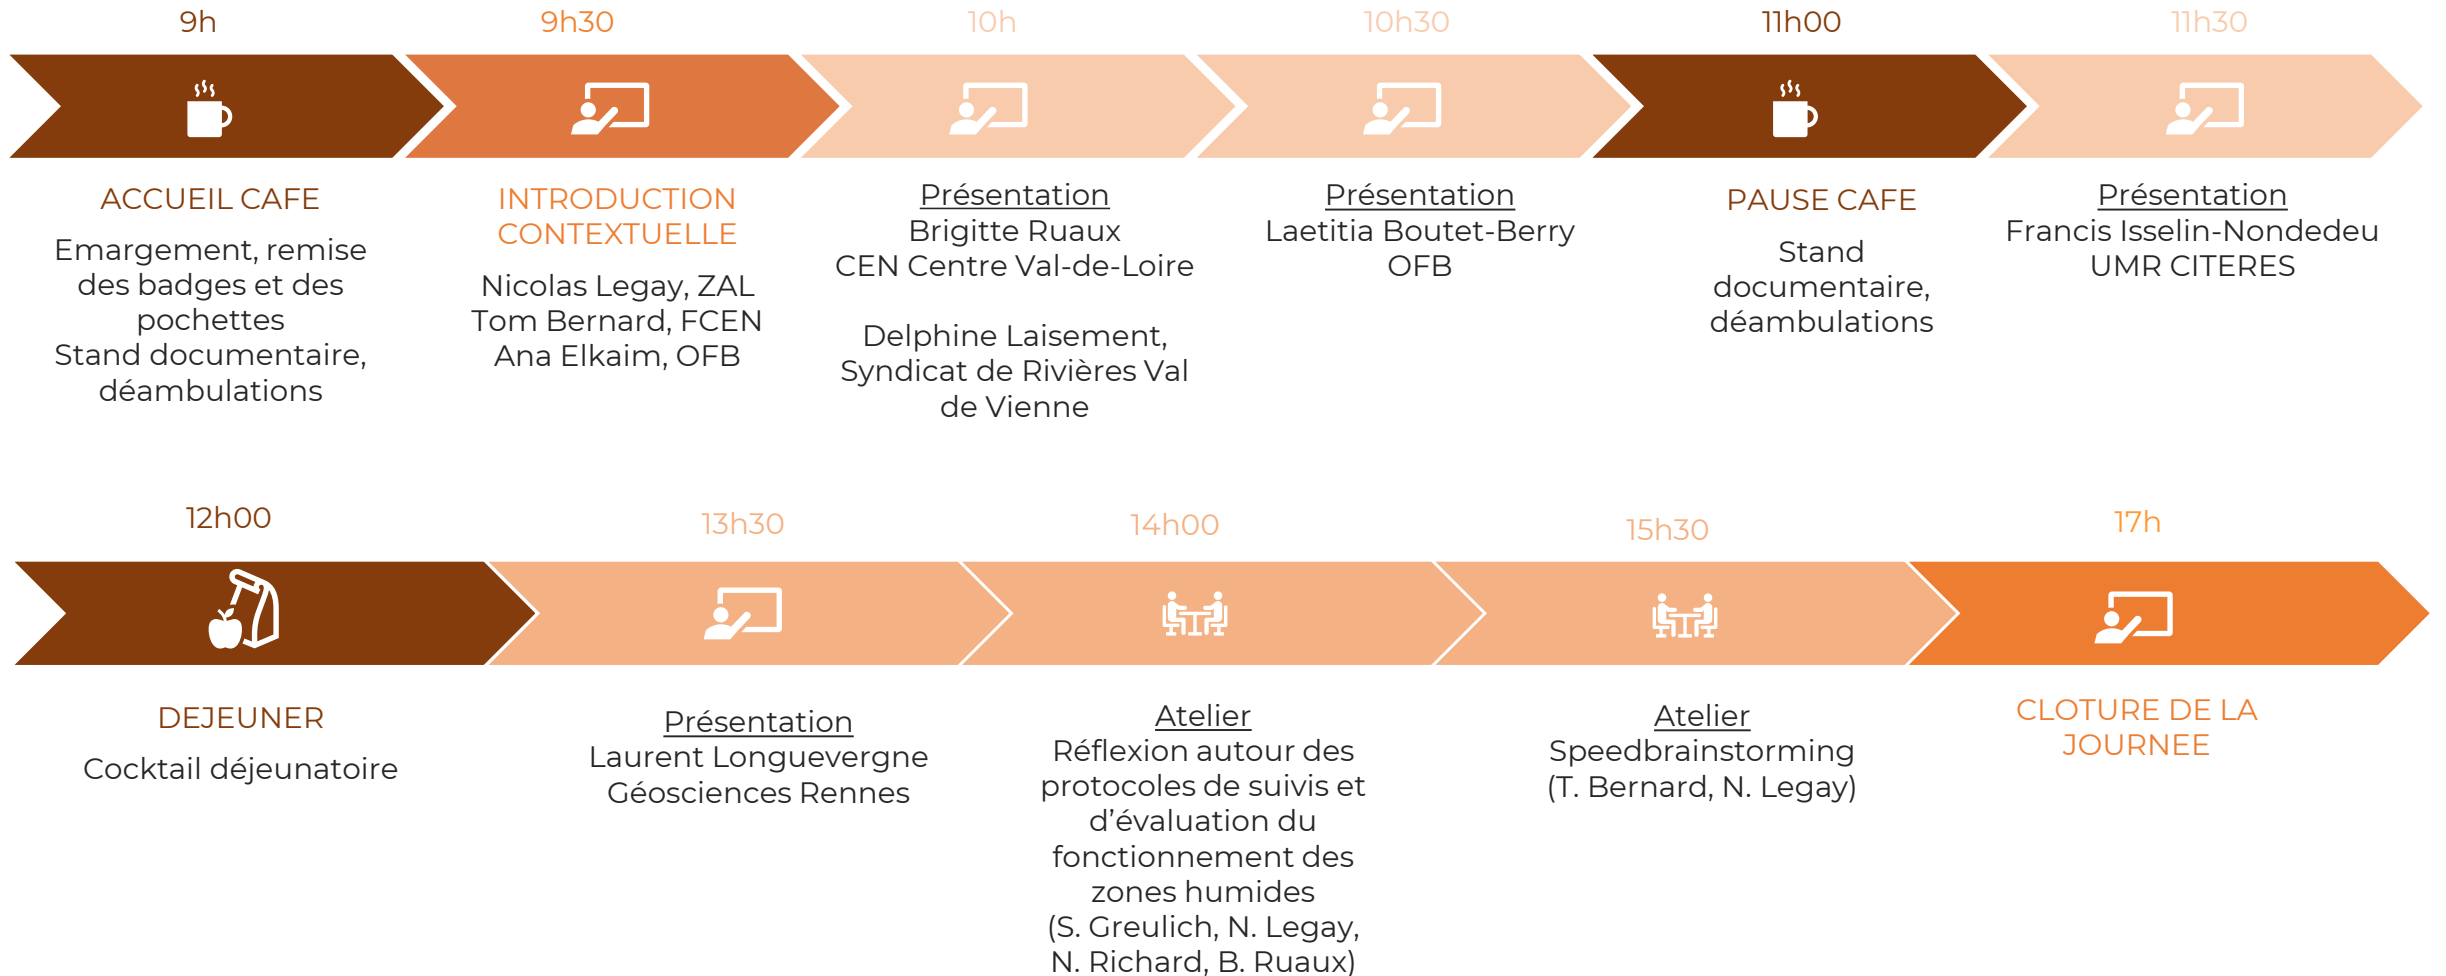 9h
ACCUEIL CAFE
Emargement, remise
des badges et des
pochettes
Stand documentaire,
déambulations
9h30
INTRODUCTION
CONTEXTUELLE
Nicolas Legay, ZAL
Tom Bernard, FCEN
Ana Elkaim, OFB
10h
Présentation
Brigitte Ruaux
CEN Centre Val-de-Loire
Delphine Laisement,
Syndicat de Rivières Val
de Vienne
10h30
Présentation
Laetitia Boutet-Berry
OFB
11h00
PAUSE CAFE
Stand
documentaire,
déambulations
11h30
Présentation
Francis Isselin-Nondedeu
UMR CITERES
12h00
DEJEUNER
Cocktail déjeunatoire
13h30
Présentation
Laurent Longuevergne
Géosciences Rennes
14h00
Atelier
Réflexion autour des
protocoles de suivis et
d’évaluation du
fonctionnement des
zones humides
(S. Greulich, N. Legay,
N. Richard, B. Ruaux)
15h30
Atelier
Speedbrainstorming
(T. Bernard, N. Legay)
17h
CLOTURE DE LA
JOURNEE